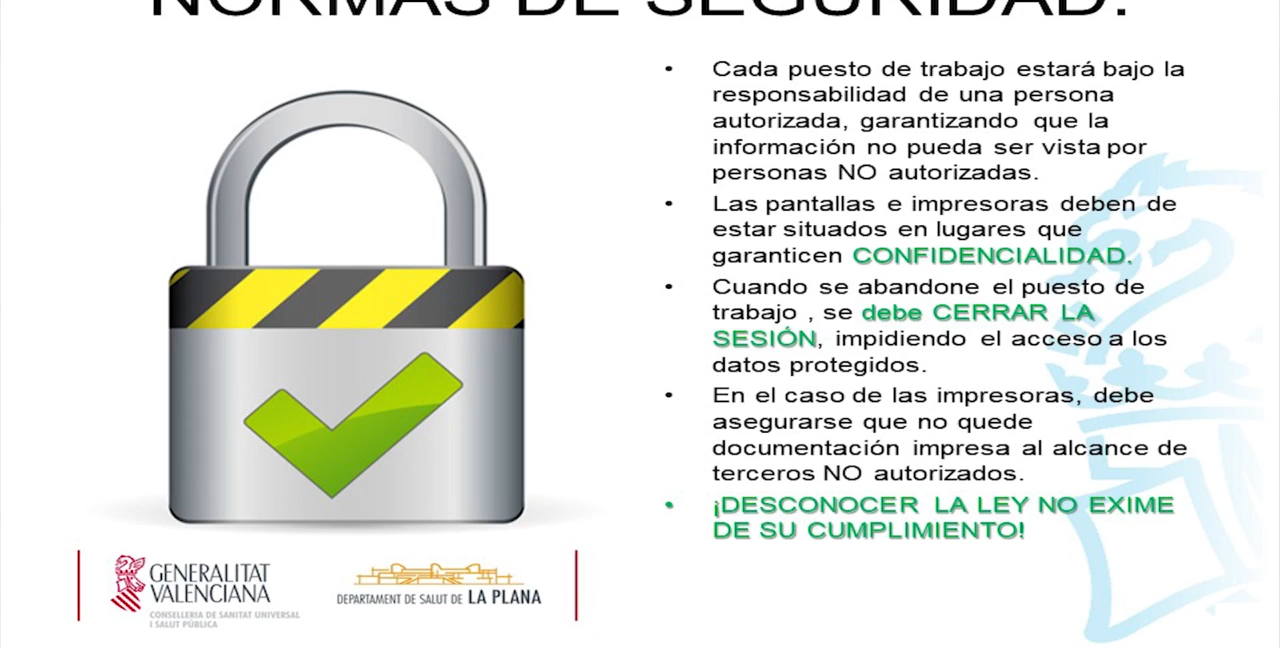 NORMAS DE SEGURIDAD:
• Cada puesto de trabajo estará bajo la
responsabilidad de una persona
autorizada, garantizando que la
información no pueda ser vista por
personas NO autorizadas.
• Las pantallas e impresoras deben de
estar situados en lugares que
garanticen CONFIDENCIALIDAD.
• Cuando se abandone el puesto de
trabajo , se debe CERRAR LA
SESIÓN, impidiendo el acceso a los
datos protegidos.
• En el caso de las impresoras, debe
asegurarse que no quede
documentación impresa al alcance de
terceros NO autorizados.
• ¡DESCONOCER LA LEY NO EXIME
DE SU CUMPLIMIENTO!
GENERALITAT
VALENCIANA
CONSELLERIA DE SANITAT UNIVERSAL
I SALUT PÚBLICA
DEPARTAMENT DE SALUT DE LA PLANA